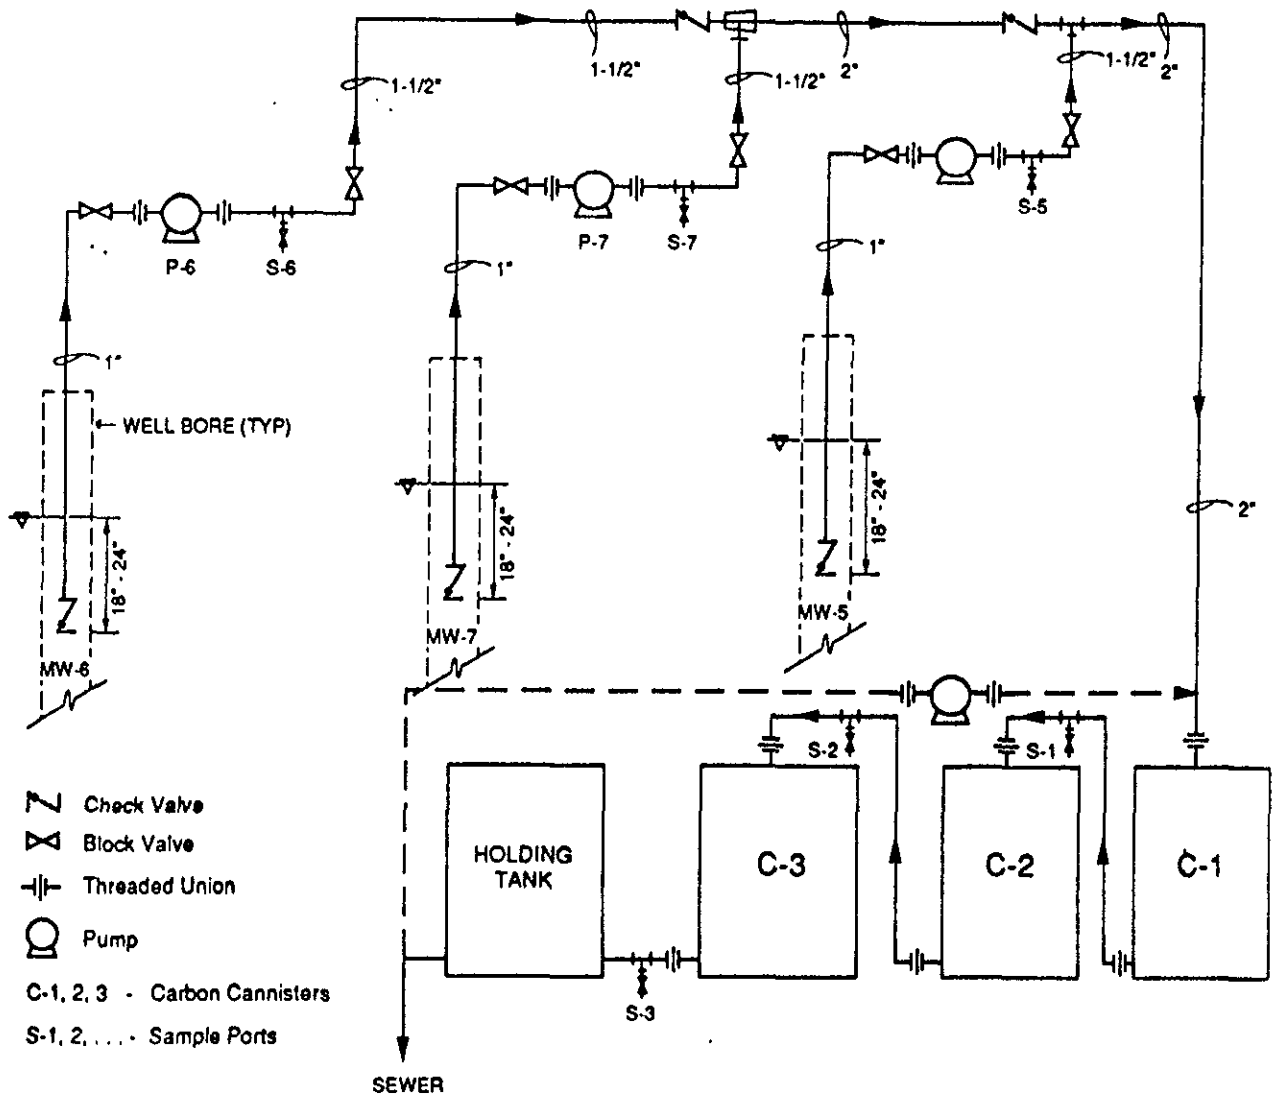 1-1/2"
2"
1-1/2"
2"
1-1/2"
1-1/2"
P-6
S-6
P-7
S-7
S-5
1"
1"
1"
WELL BORE (TYP)
18" - 24"
18" - 24"
18" - 24"
2"
MW-6
MW-7
MW-5
S-2
S-1
Check Valve
Block Valve
Threaded Union
Pump
C-1, 2, 3 - Carbon Cannisters
S-1, 2, . . . - Sample Ports
HOLDING
TANK
C-3
C-2
C-1
S-3
SEWER